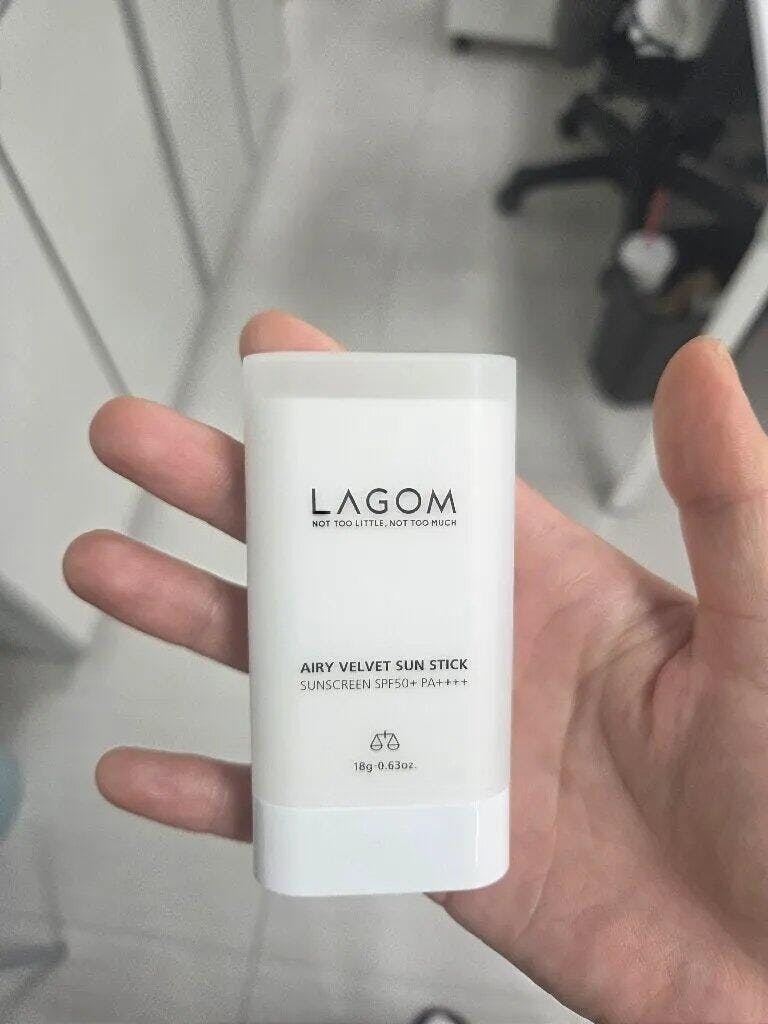 LAGOM
NOT TOO LITTLE, NOT TOO MUCH
AIRY VELVET SUN STICK
SUNSCREEN SPF50+ PA++++
18g-0.63oz.